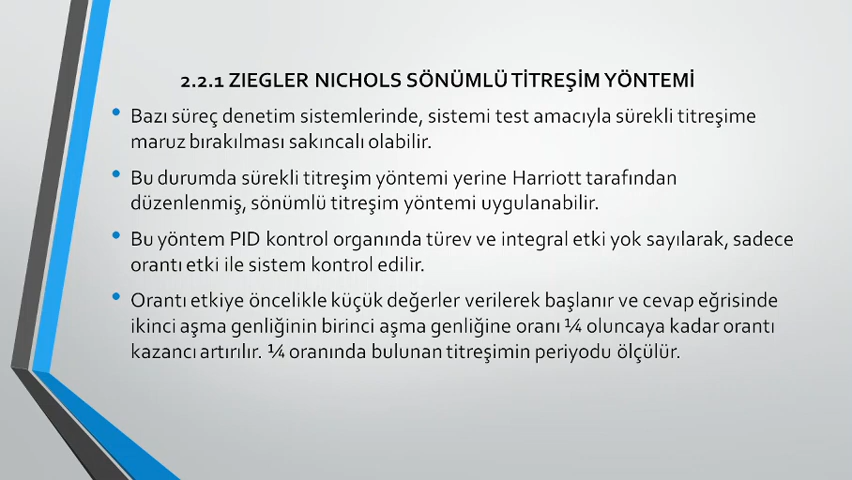 2.2.1 ZIEGLER NICHOLS SÖNÜMLÜ TİTREŞİM YÖNTEMİ
• Bazı süreç denetim sistemlerinde, sistemi test amacıyla sürekli titreşime
maruz bırakılması sakıncalı olabilir.
• Bu durumda sürekli titreşim yöntemi yerine Harriott tarafından
düzenlenmiş, sönümlü titreşim yöntemi uygulanabilir.
• Bu yöntem PID kontrol organında türev ve integral etki yok sayılarak, sadece
orantı etki ile sistem kontrol edilir.
• Orantı etkiye öncelikle küçük değerler verilerek başlanır ve cevap eğrisinde
ikinci aşma genliğinin birinci aşma genliğine oranı ¼ oluncaya kadar orantı
kazancı artırılır. ¼ oranında bulunan titreşimin periyodu ölçülür.